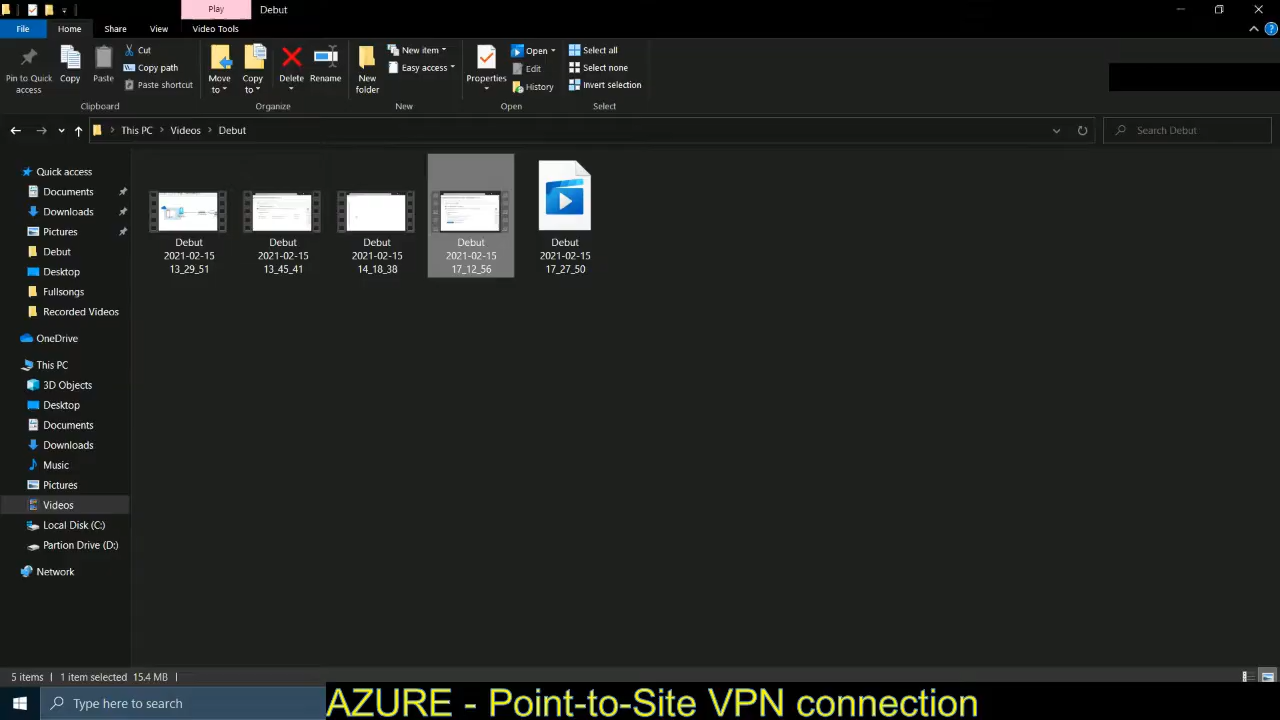 Play
Debut
File
Home
Share
View
Video Tools
Pin to Quick
access
Copy
Paste
Cut
Copy path
Paste shortcut
Clipboard
Move
to
Copy
to
Delete
Rename
Organize
New
folder
New item
Easy access
New
Properties
Open
Edit
History
Open
Select all
Select none
Invert selection
Select
This PC
Videos
Debut
Search Debut
Quick access
Documents
Downloads
Pictures
Debut
Desktop
Fullsongs
Recorded Videos
OneDrive
This PC
3D Objects
Desktop
Documents
Downloads
Music
Pictures
Videos
Local Disk (C:)
Partion Drive (D:)
Network
Debut
2021-02-15
13_29_51
Debut
2021-02-15
13_45_41
Debut
2021-02-15
14_18_38
Debut
2021-02-15
17_12_56
Debut
2021-02-15
17_27_50
5 items
1 item selected 15.4 MB
Type here to search
AZURE - Point-to-Site VPN connection